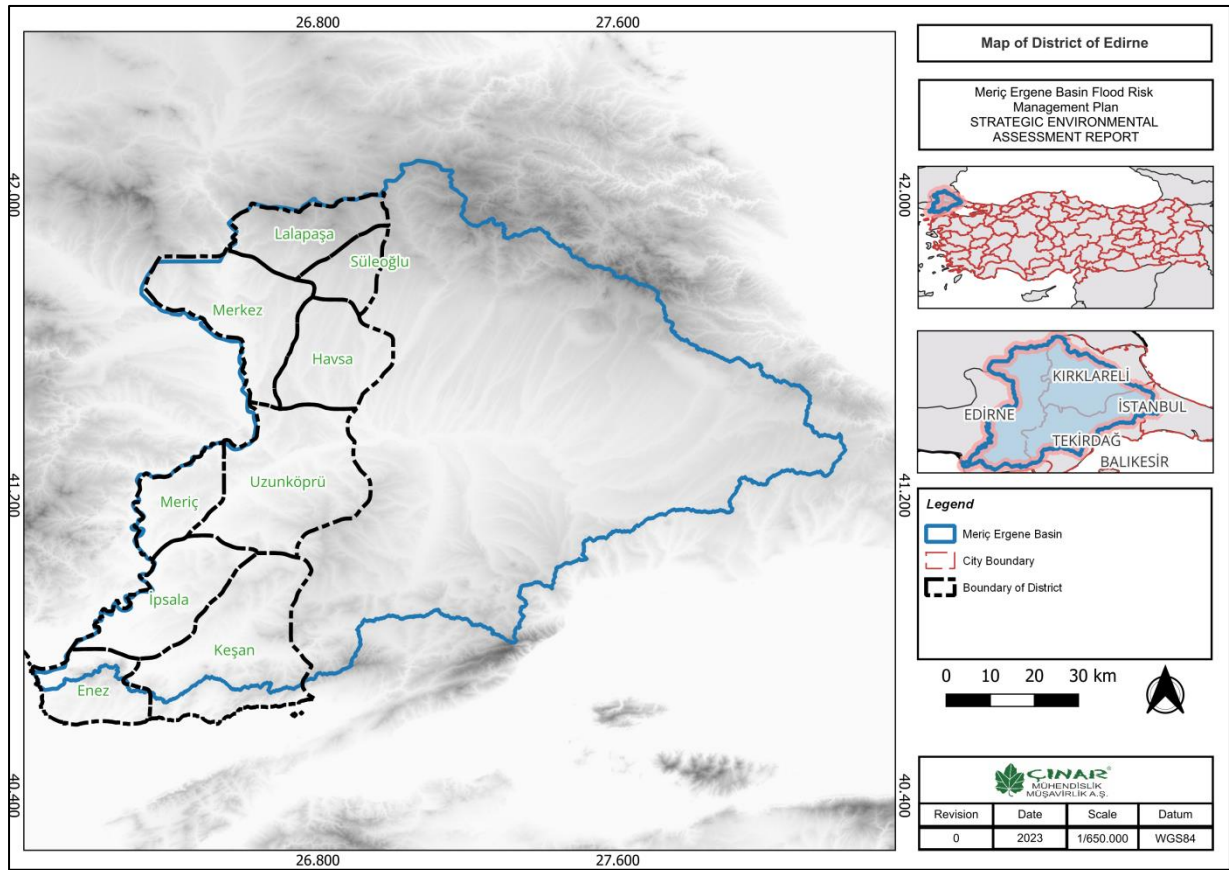 26.800
27.600
42.000
42.000
Lalapaşa
Süleoğlu
Merkez
Havsa
41.200
41.200
Meriç
Uzunköprü
İpsala
Keşan
Enez
40.400
40.400
26.800
27.600
Map of District of Edirne
Meriç Ergene Basin Flood Risk
Management Plan
STRATEGIC ENVIRONMENTAL
ASSESSMENT REPORT
KIRKLARELİ
EDİRNE
İSTANBUL
TEKİRDAĞ
BALIKESİR
Legend
Meriç Ergene Basin
City Boundary
Boundary of District
0 10 20 30 km
ÇINAR®
MÜHENDİSLİK
MÜŞAVİRLİK A.Ş.
Revision Date Scale Datum
0 2023 1/650.000 WGS84